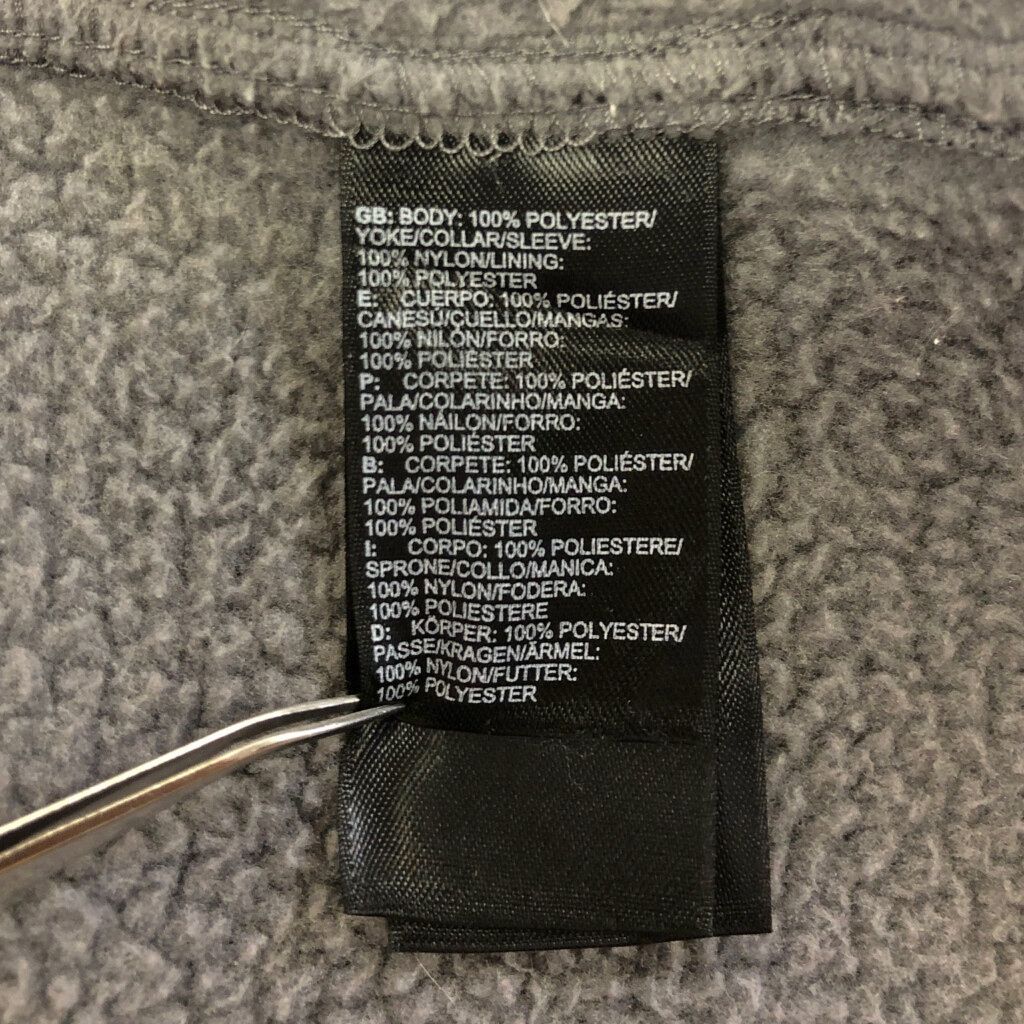 GB: BODY: 100% POLYESTER/
YOKE/COLLAR/SLEEVE:
100% NYLON/LINING:
100% POLYESTER
E: CUERPO: 100% POLIÉSTER/
CANESÚ/CUELLO/MANGAS:
100% NILÓN/FORRO:
100% POLIÉSTER
P: CORPETE: 100% POLIÉSTER/
PALA/COLARINHO/MANGA:
100% NÁILON/FORRO:
100% POLIÉSTER
B: CORPETE: 100% POLIÉSTER/
PALA/COLARINHO/MANGA:
100% POLIAMIDA/FORRO:
100% POLIÉSTER
I: CORPO: 100% POLIESTERE/
SPRONE/COLLO/MANICA:
100% NYLON/FODERA:
100% POLIESTERE
D: KÖRPER: 100% POLYESTER/
PASSE/KRAGEN/ÄRMEL:
100% NYLON/FUTTER:
100% POLYESTER